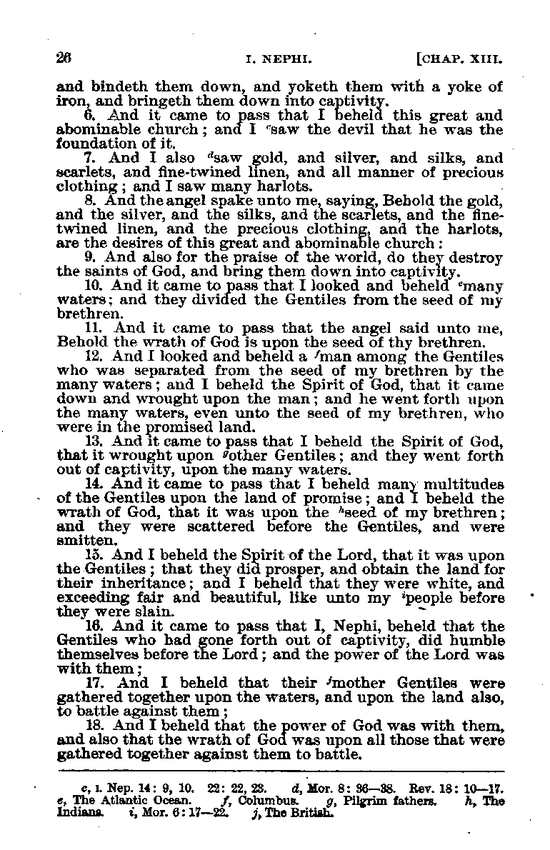 26 I. NEPHI. [CHAP. XIII.
and bindeth them down, and yoketh them with a yoke of
iron, and bringeth them down into captivity.
6. And it came to pass that I beheld this great and
abominable church; and I ᶜsaw the devil that he was the
foundation of it.
7. And I also ᵈsaw gold, and silver, and silks, and
scarlets, and fine-twined linen, and all manner of precious
clothing; and I saw many harlots.
8. And the angel spake unto me, saying, Behold the gold,
and the silver, and the silks, and the scarlets, and the fine-
twined linen, and the precious clothing, and the harlots,
are the desires of this great and abominable church:
9. And also for the praise of the world, do they destroy
the saints of God, and bring them down into captivity.
10. And it came to pass that I looked and beheld ᵉmany
waters; and they divided the Gentiles from the seed of my
brethren.
11. And it came to pass that the angel said unto me,
Behold the wrath of God is upon the seed of thy brethren.
12. And I looked and beheld a ᶠman among the Gentiles
who was separated from the seed of my brethren by the
many waters; and I beheld the Spirit of God, that it came
down and wrought upon the man; and he went forth upon
the many waters, even unto the seed of my brethren, who
were in the promised land.
13. And it came to pass that I beheld the Spirit of God,
that it wrought upon ᵍother Gentiles; and they went forth
out of captivity, upon the many waters.
14. And it came to pass that I beheld many multitudes
of the Gentiles upon the land of promise; and I beheld the
wrath of God, that it was upon the ʰseed of my brethren;
and they were scattered before the Gentiles, and were
smitten.
15. And I beheld the Spirit of the Lord, that it was upon
the Gentiles; that they did prosper, and obtain the land for
their inheritance; and I beheld that they were white, and
exceeding fair and beautiful, like unto my ⁱpeople before
they were slain.
16. And it came to pass that I, Nephi, beheld that the
Gentiles who had gone forth out of captivity, did humble
themselves before the Lord; and the power of the Lord was
with them;
17. And I beheld that their ʲmother Gentiles were
gathered together upon the waters, and upon the land also,
to battle against them;
18. And I beheld that the power of God was with them,
and also that the wrath of God was upon all those that were
gathered together against them to battle.
c, I. Nep. 14: 9, 10. 22: 22, 23. d, Mor. 8: 36—38. Rev. 18: 10—17.
e, The Atlantic Ocean. f, Columbus. g, Pilgrim fathers. h, The
Indians. i, Mor. 6: 17—22. j, The British.